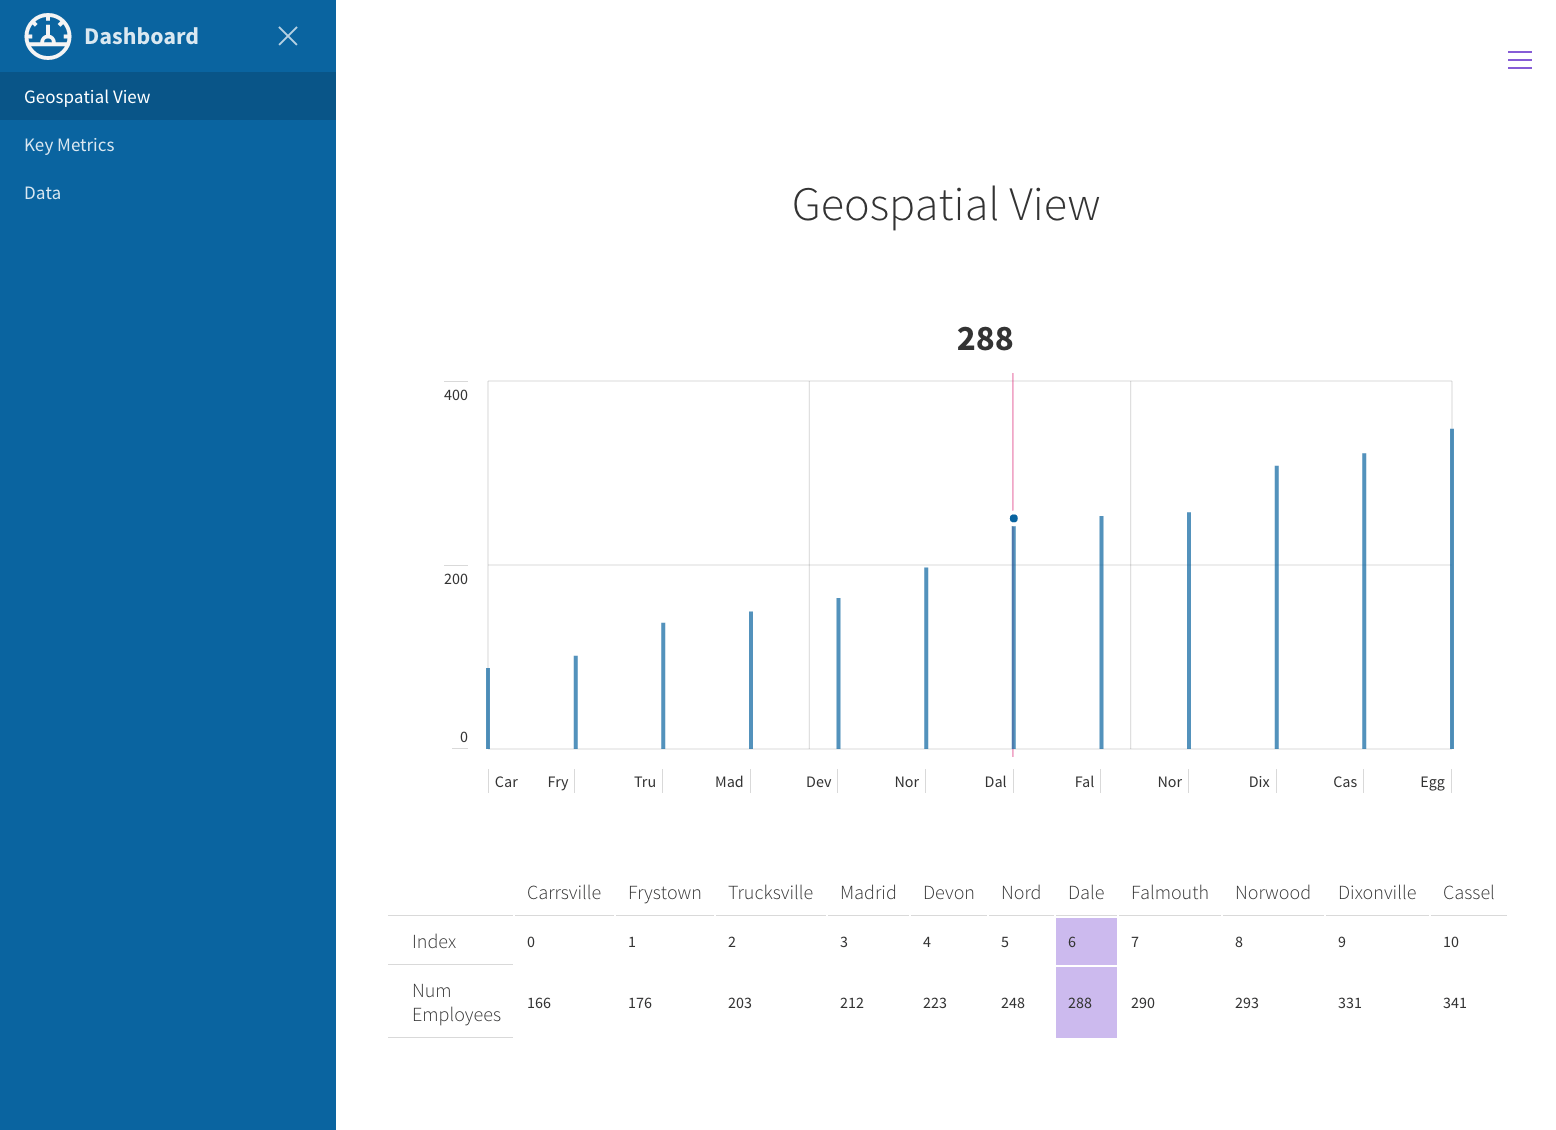 Dashboard
Geospatial View
Key Metrics
Data
Geospatial View
288
400
200
0
Car Fry Tru Mad Dev Nor Dal Fal Nor Dix Cas Egg
Carrsville Frystown Trucksville Madrid Devon Nord Dale Falmouth Norwood Dixonville Cassel
Index 0 1 2 3 4 5 6 7 8 9 10
Num
Employees 166 176 203 212 223 248 288 290 293 331 341